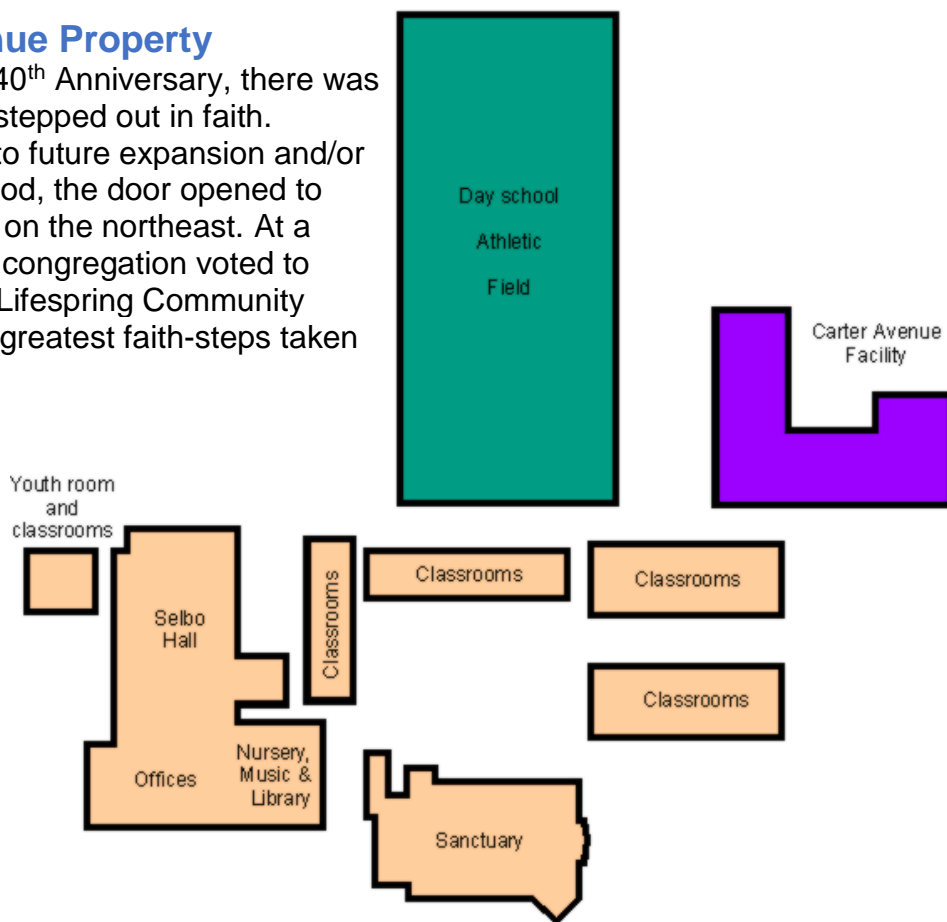 nue Property
40th Anniversary, there was
stepped out in faith.
to future expansion and/or
od, the door opened to
on the northeast. At a
congregation voted to
Lifespring Community
greatest faith-steps taken
Day school
Athletic
Field
Carter Avenue
Facility
Youth room
and
classrooms
Selbo
Hall
Classrooms
Classrooms
Classrooms
Classrooms
Offices
Nursery,
Music &
Library
Sanctuary